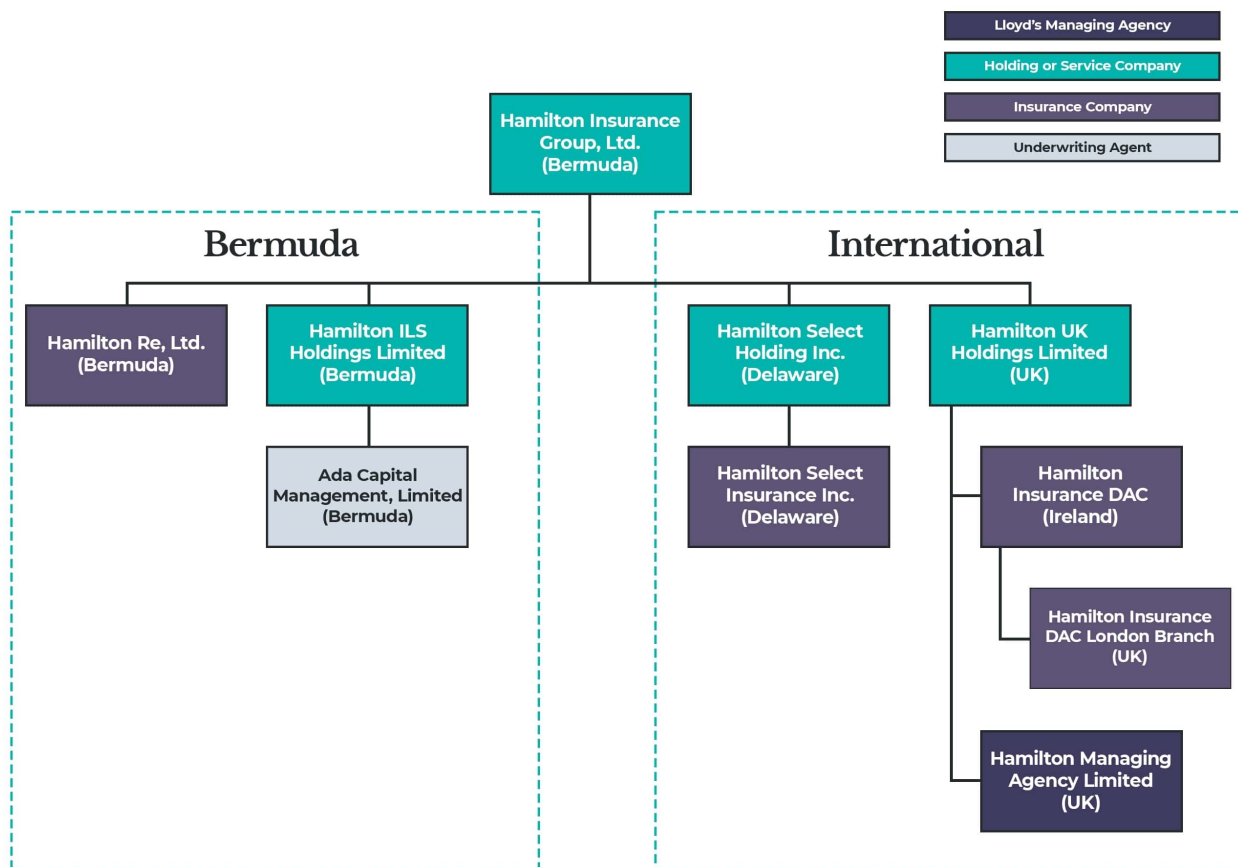 Lloyd's Managing Agency
Holding or Service Company
Insurance Company
Underwriting Agent
Hamilton Insurance
Group, Ltd.
(Bermuda)
Bermuda
International
Hamilton Re, Ltd.
(Bermuda)
Hamilton ILS
Holdings Limited
(Bermuda)
Hamilton Select
Holding Inc.
(Delaware)
Hamilton UK
Holdings Limited
(UK)
Ada Capital
Management, Limited
(Bermuda)
Hamilton Select
Insurance Inc.
(Delaware)
Hamilton
Insurance DAC
(Ireland)
Hamilton Insurance
DAC London Branch
(UK)
Hamilton Managing
Agency Limited
(UK)